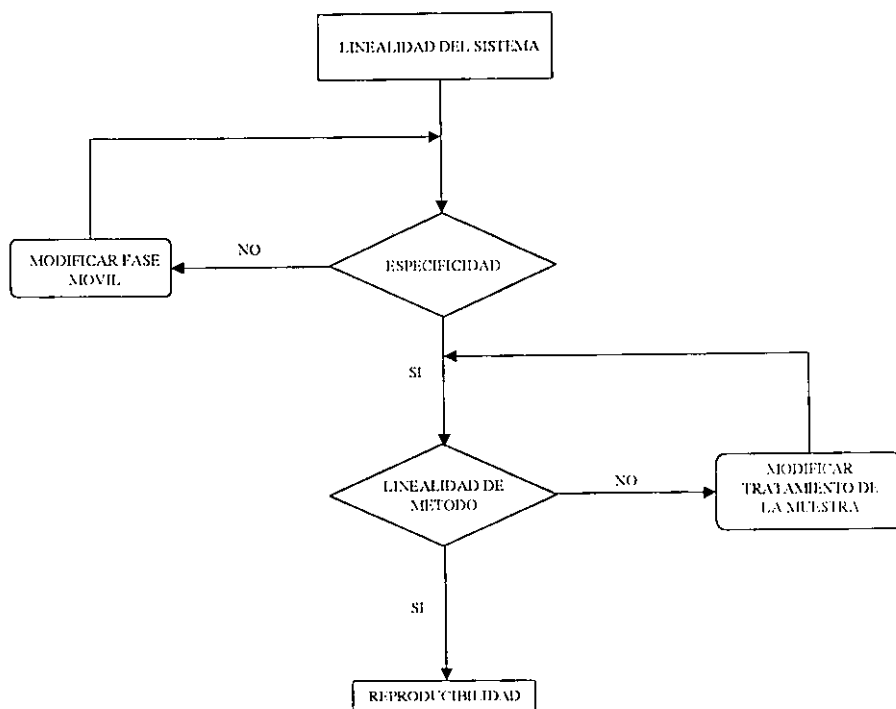 LINEALIDAD DEL SISTEMA
NO
MODIFICAR FASE
MOVIL
ESPECIFICIDAD
SI
LINEALIDAD DE
METODO
NO
MODIFICAR
TRATAMIENTO DE
LA MUESTRA
SI
REPRODUCIBILIDAD